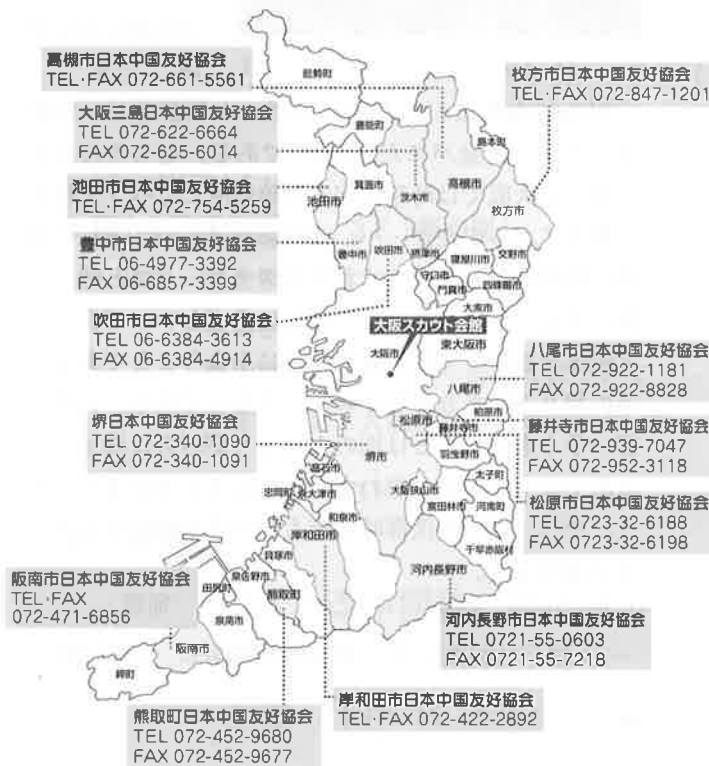 高槻市日本中国友好協会
TEL·FAX 072-661-5561
枚方市日本中国友好協会
TEL·FAX 072-847-1201
大阪三島日本中国友好協会
TEL 072-622-6664
FAX 072-625-6014
池田市日本中国友好協会
TEL·FAX 072-754-5259
豊中市日本中国友好協会
TEL 06-4977-3392
FAX 06-6857-3399
吹田市日本中国友好協会
TEL 06-6384-3613
FAX 06-6384-4914
八尾市日本中国友好協会
TEL 072-922-1181
FAX 072-922-8828
堺日本中国友好協会
TEL 072-340-1090
FAX 072-340-1091
藤井寺市日本中国友好協会
TEL 072-939-7047
FAX 072-952-3118
松原市日本中国友好協会
TEL 0723-32-6188
FAX 0723-32-6198
阪南市日本中国友好協会
TEL·FAX
072-471-6856
河内長野市日本中国友好協会
TEL 0721-55-0603
FAX 0721-55-7218
岸和田市日本中国友好協会
TEL·FAX 072-422-2892
熊取町日本中国友好協会
TEL 072-452-9680
FAX 072-452-9677
能勢町
豊能町
島本町
箕面市
池田市
茨木市
高槻市
枚方市
豊中市
吹田市
摂津市
寝屋川市
交野市
守口市
門真市
四條畷市
大東市
大阪スカウト会館
大阪市
東大阪市
八尾市
松原市
柏原市
藤井寺市
堺市
羽曳野市
高石市
太子町
忠岡町
泉大津市
大阪狭山市
富田林市
河南町
和泉市
岸和田市
千早赤阪村
貝塚市
河内長野市
泉佐野市
田尻町
熊取町
泉南市
阪南市
岬町